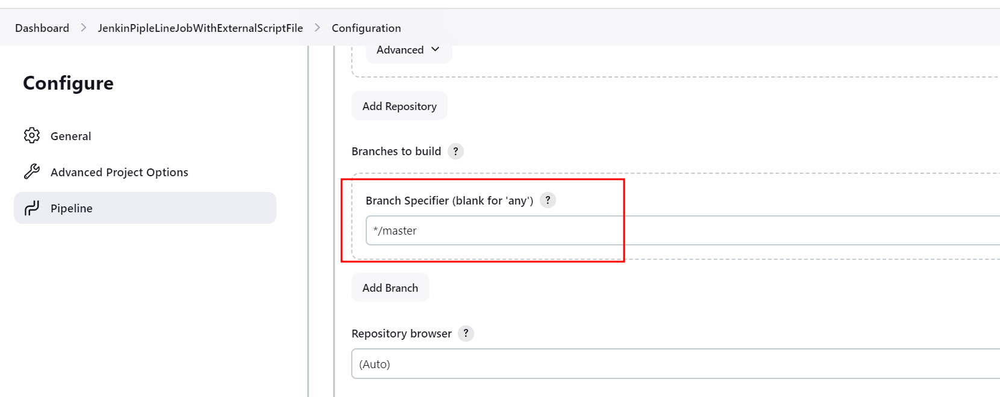 Dashboard > JenkinPipleLineJobWithExternalScriptFile > Configuration
Advanced
Configure
General
Advanced Project Options
Pipeline
Add Repository
Branches to build ?
Branch Specifier (blank for 'any') ?
*/master
Add Branch
Repository browser ?
(Auto)